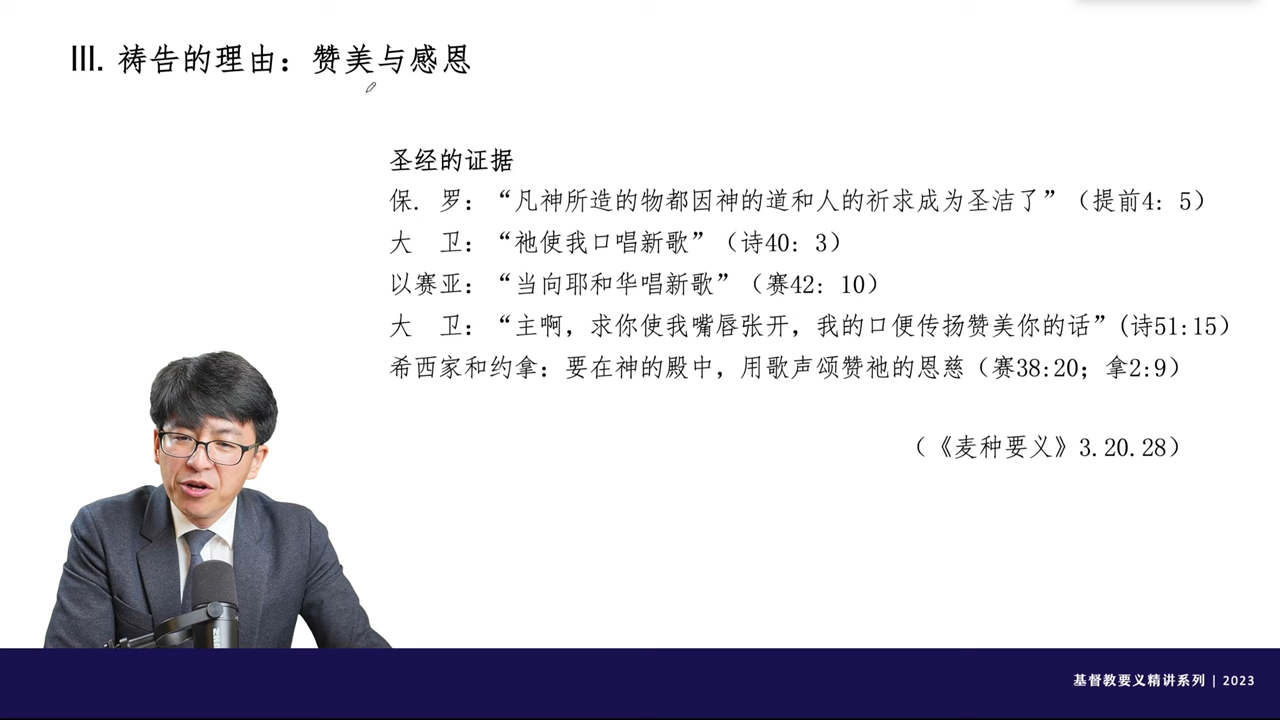 III. 祷告的理由：赞美与感恩
圣经的证据
保. 罗：“凡神所造的物都因神的道和人的祈求成为圣洁了”（提前4: 5）
大 卫：“祂使我口唱新歌”（诗40: 3）
以赛亚：“当向耶和华唱新歌”（赛42: 10）
大 卫：“主啊，求你使我嘴唇张开，我的口便传扬赞美你的话”(诗51:15）
希西家和约拿：要在神的殿中，用歌声颂赞祂的恩慈（赛38:20；拿2:9）
（《麦种要义》3.20.28）
基督教要义精讲系列 | 2023